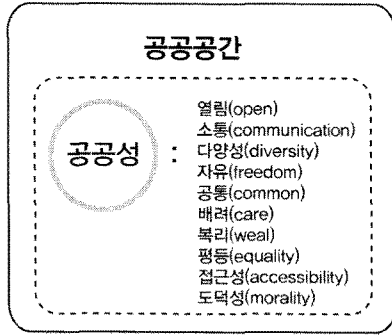 공공공간
공공성 :
열림(open)
소통(communication)
다양성(diversity)
자유(freedom)
공통(common)
배려(care)
복리(weal)
평등(equality)
접근성(accessibility)
도덕성(morality)